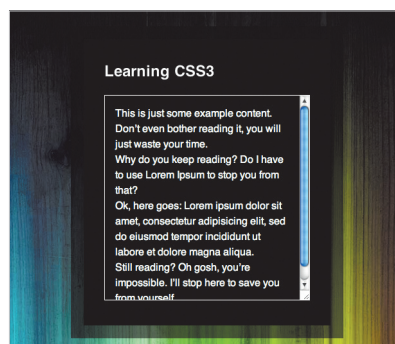 Learning CSS3
This is just some example content.
Don't even bother reading it, you will
just waste your time.
Why do you keep reading? Do I have
to use Lorem Ipsum to stop you from
that?
Ok, here goes: Lorem ipsum dolor sit
amet, consectetur adipisicing elit, sed
do eiusmod tempor incididunt ut
labore et dolore magna aliqua.
Still reading? Oh gosh, you're
impossible. I'll stop here to save you
from yourself